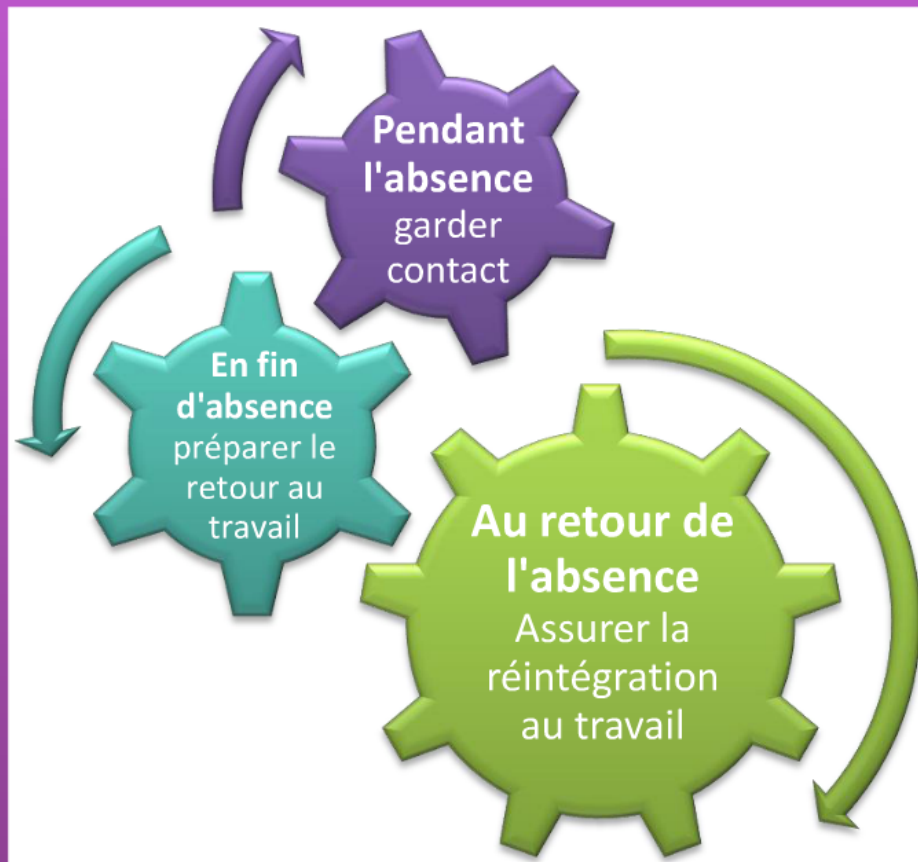 Pendant
l'absence
garder
contact
En fin
d'absence
préparer le
retour au
travail
Au retour de
l'absence
Assurer la
réintégration
au travail